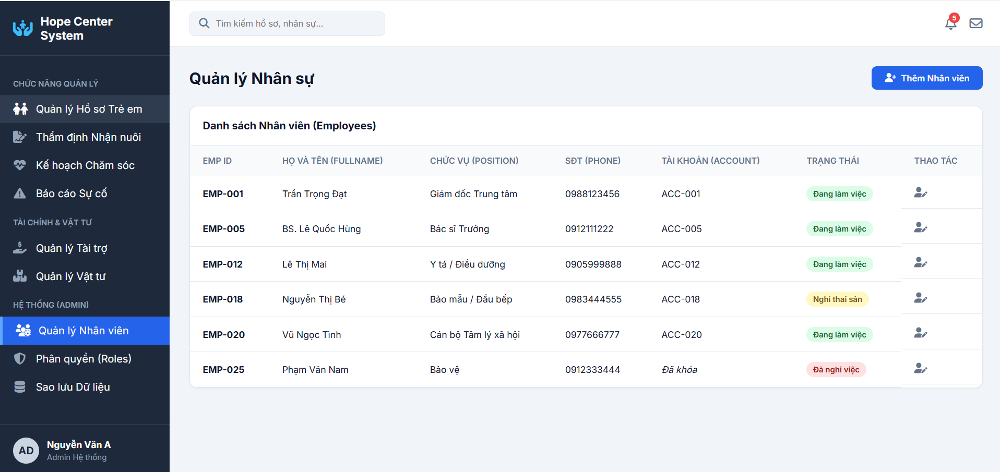 Hope Center
System
CHỨC NĂNG QUẢN LÝ
Quản lý Hồ sơ Trẻ em
Thẩm định Nhận nuôi
Kế hoạch Chăm sóc
Báo cáo Sự cố
TÀI CHÍNH & VẬT TƯ
Quản lý Tài trợ
Quản lý Vật tư
HỆ THỐNG (ADMIN)
Quản lý Nhân viên
Phân quyền (Roles)
Sao lưu Dữ liệu
AD
Nguyễn Văn A
Admin Hệ thống
Tìm kiếm hồ sơ, nhân sự...
5
Quản lý Nhân sự
Thêm Nhân viên
Danh sách Nhân viên (Employees)
EMP ID HỌ VÀ TÊN (FULLNAME) CHỨC VỤ (POSITION) SĐT (PHONE) TÀI KHOẢN (ACCOUNT) TRẠNG THÁI THAO TÁC
EMP-001 Trần Trọng Đạt Giám đốc Trung tâm 0988123456 ACC-001 Đang làm việc
EMP-005 BS. Lê Quốc Hùng Bác sĩ Trưởng 0912111222 ACC-005 Đang làm việc
EMP-012 Lê Thị Mai Y tá / Điều dưỡng 0905999888 ACC-012 Đang làm việc
EMP-018 Nguyễn Thị Bé Bảo mẫu / Đầu bếp 0983444555 ACC-018 Nghỉ thai sản
EMP-020 Vũ Ngọc Tình Cán bộ Tâm lý xã hội 0977666777 ACC-020 Đang làm việc
EMP-025 Phạm Văn Nam Bảo vệ 0912333444 Đã khóa Đã nghỉ việc